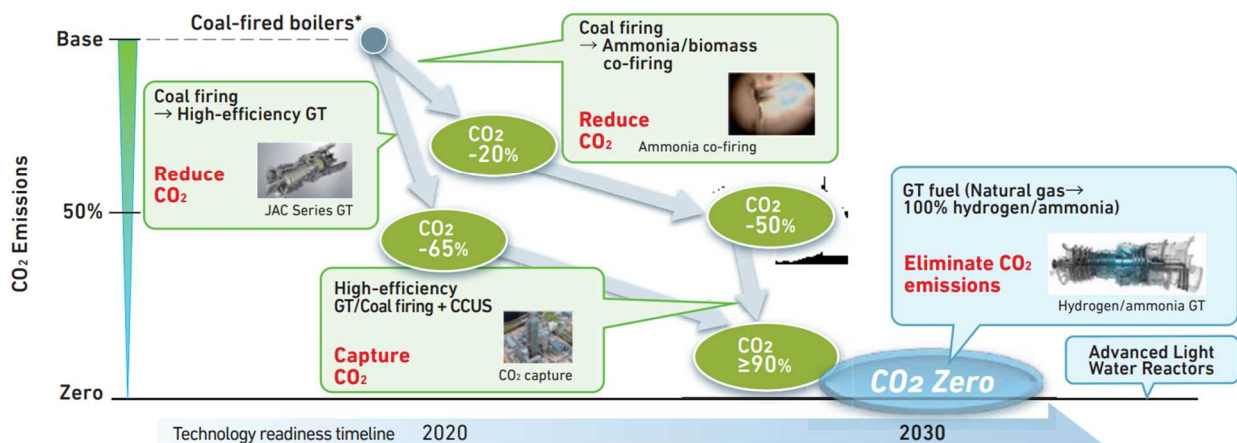 Coal-fired boilers*
Base
50%
Zero
CO₂ Emissions
Coal firing
→ High-efficiency GT
Reduce
CO₂
JAC Series GT
Coal firing
→ Ammonia/biomass
co-firing
Reduce
CO₂
Ammonia co-firing
CO₂
-20%
CO₂
-65%
CO₂
-50%
High-efficiency
GT/Coal firing + CCUS
Capture
CO₂
CO₂ capture
CO₂
≥90%
GT fuel (Natural gas→
100% hydrogen/ammonia)
Eliminate CO₂
emissions
Hydrogen/ammonia GT
CO₂ Zero
Advanced Light
Water Reactors
Technology readiness timeline
2020
2030